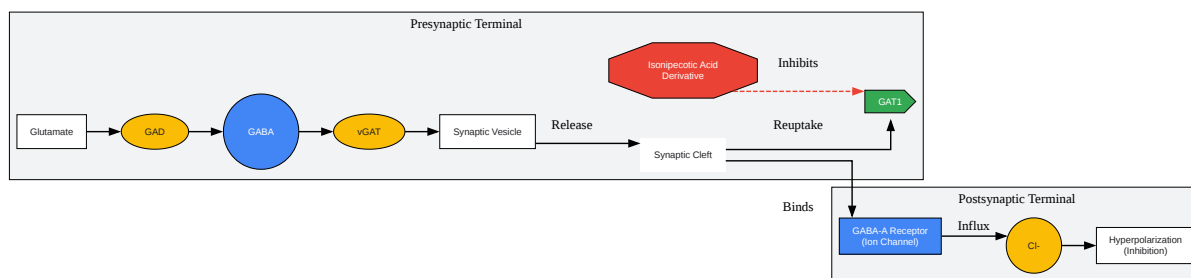 Presynaptic Terminal
Isonipecotic Acid
Derivative
Inhibits
GAT1
Glutamate
GAD
GABA
vGAT
Synaptic Vesicle
Release
Synaptic Cleft
Reuptake
Binds
Postsynaptic Terminal
GABA-A Receptor
(Ion Channel)
Influx
Cl-
Hyperpolarization
(Inhibition)